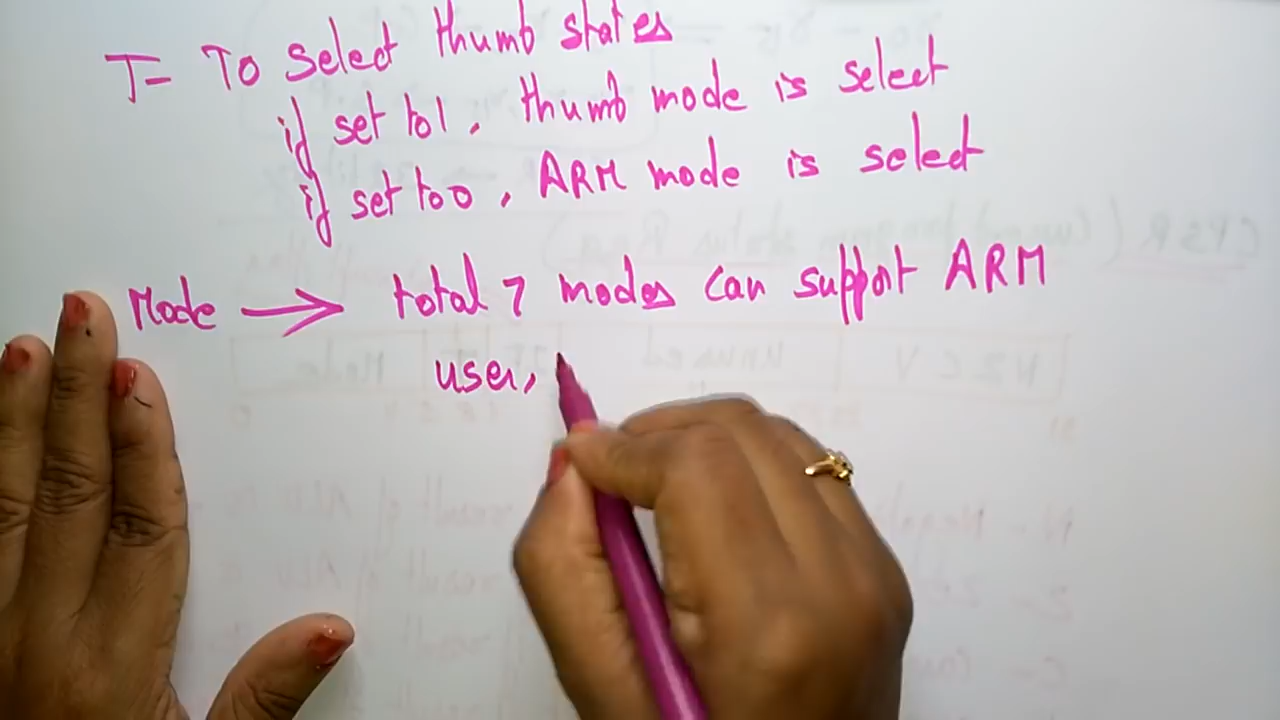 T= To select thumb states
if set to 1, thumb mode is select
if set to 0, ARM mode is select
Mode → total 7 modes can support ARM
user,